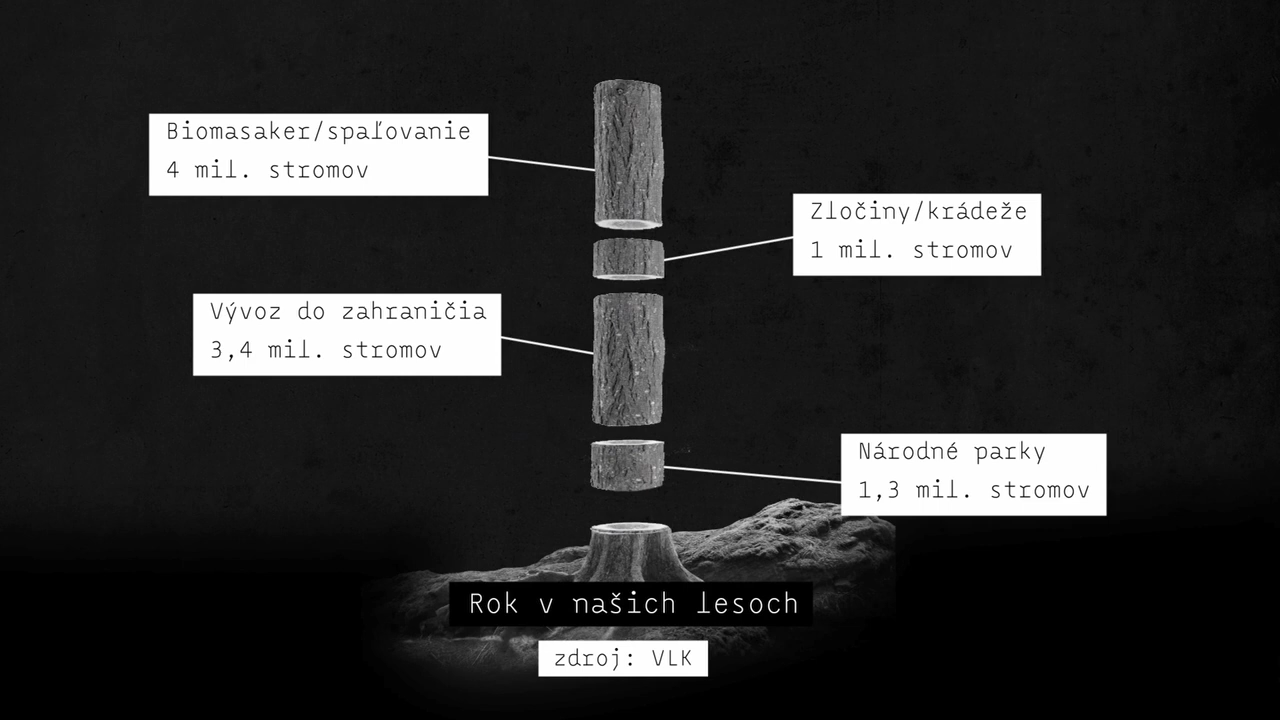 Biomasaker/spaľovanie
4 mil. stromov
Zločiny/krádeže
1 mil. stromov
Vývoz do zahraničia
3,4 mil. stromov
Národné parky
1,3 mil. stromov
Rok v našich lesoch
zdroj: VLK